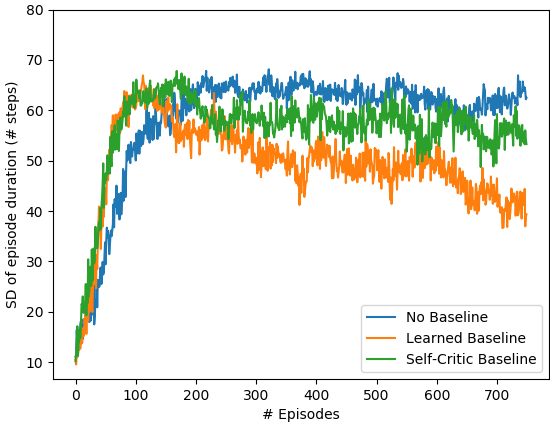 80
70
60
50
40
30
20
10
SD of episode duration (# steps)
No Baseline
Learned Baseline
Self-Critic Baseline
0 100 200 300 400 500 600 700
# Episodes